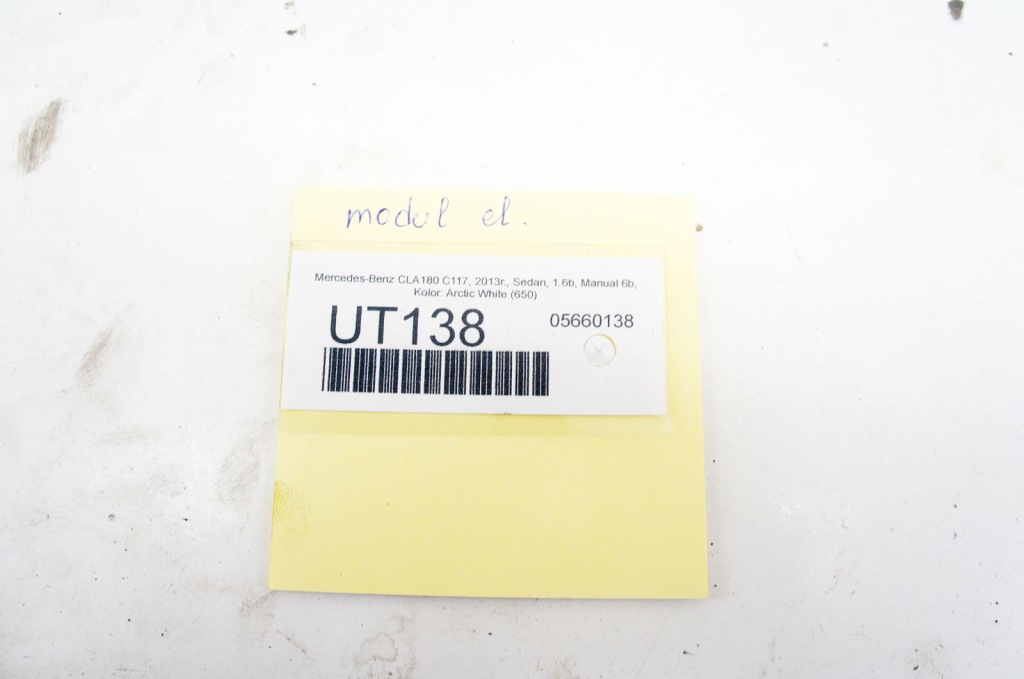 modul el.
Mercedes-Benz CLA180 C117, 2013r., Sedan, 1.6b, Manual 6b,
Kolor: Arctic White (650)
UT138
05660138